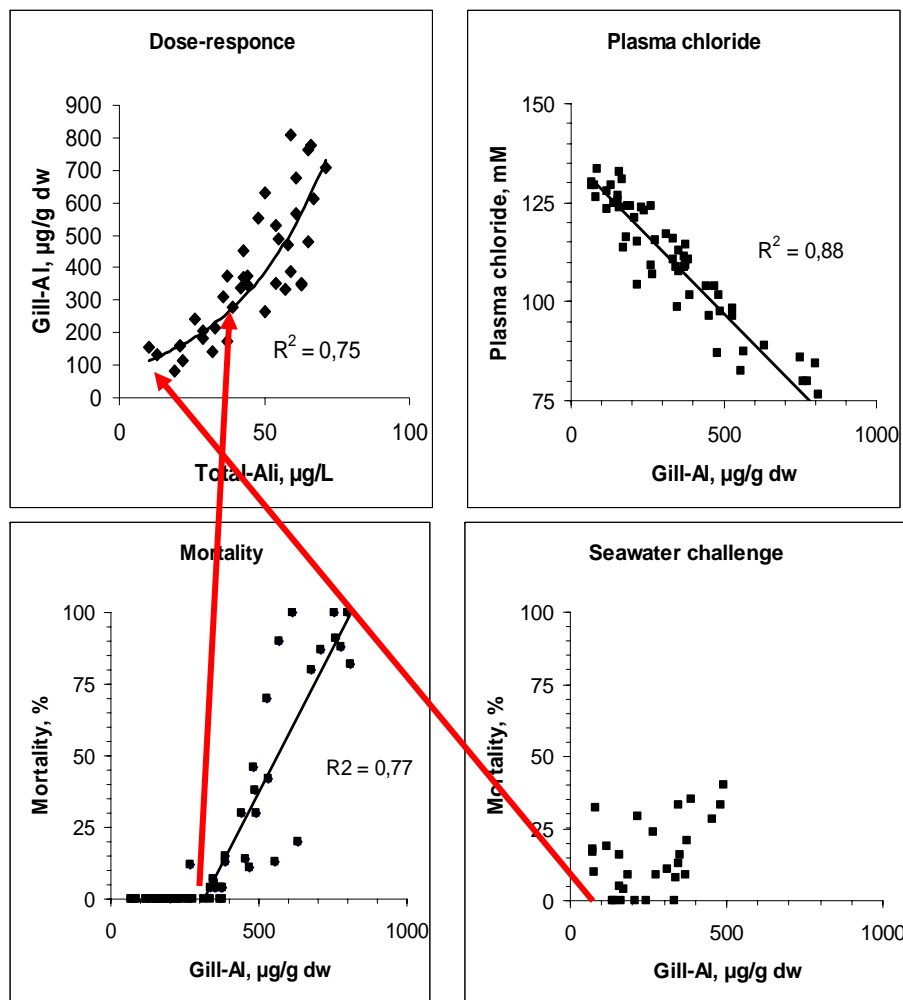 Dose-responce
Gill-Al, µg/g dw
900
800
700
600
500
400
300
200
100
0
R² = 0,75
0 50 100
Total-Ali, µg/L
Plasma chloride
Plasma chloride, mM
150
125
100
75
R² = 0,88
0 500 1000
Gill-Al, µg/g dw
Mortality
Mortality, %
100
75
50
25
0
R2 = 0,77
0 500 1000
Gill-Al, µg/g dw
Seawater challenge
Mortality, %
100
75
50
25
0
0 500 1000
Gill-Al, µg/g dw